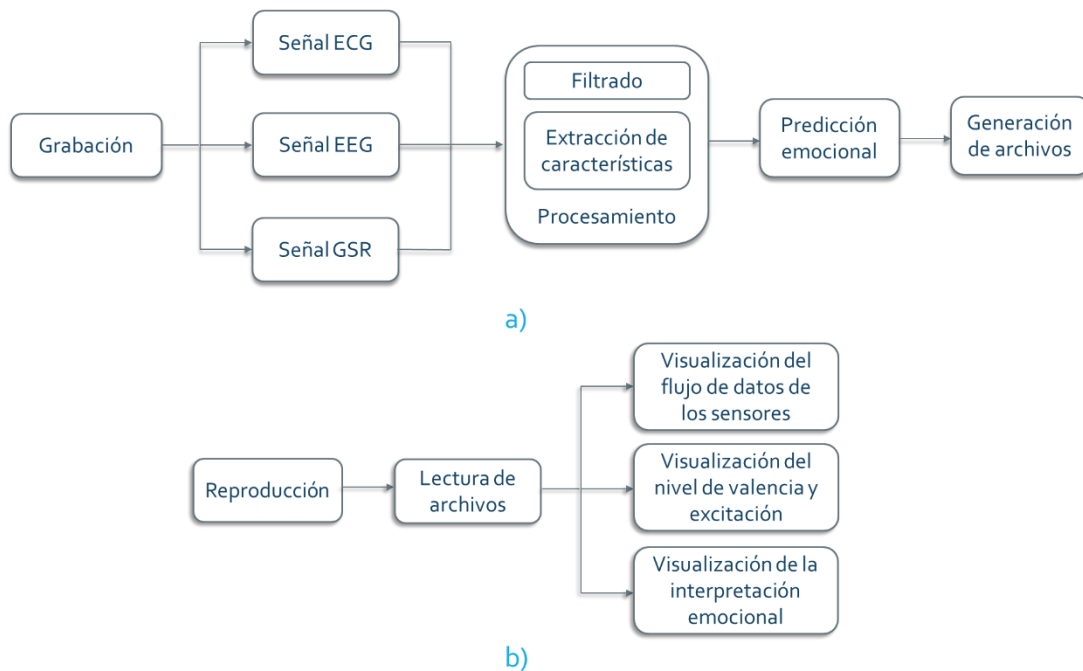 Grabación
Señal ECG
Señal EEG
Señal GSR
Filtrado
Extracción de
características
Procesamiento
Predicción
emocional
Generación
de archivos
a)
Reproducción
Lectura de
archivos
Visualización del
flujo de datos de
los sensores
Visualización del
nivel de valencia y
excitación
Visualización de la
interpretación
emocional
b)